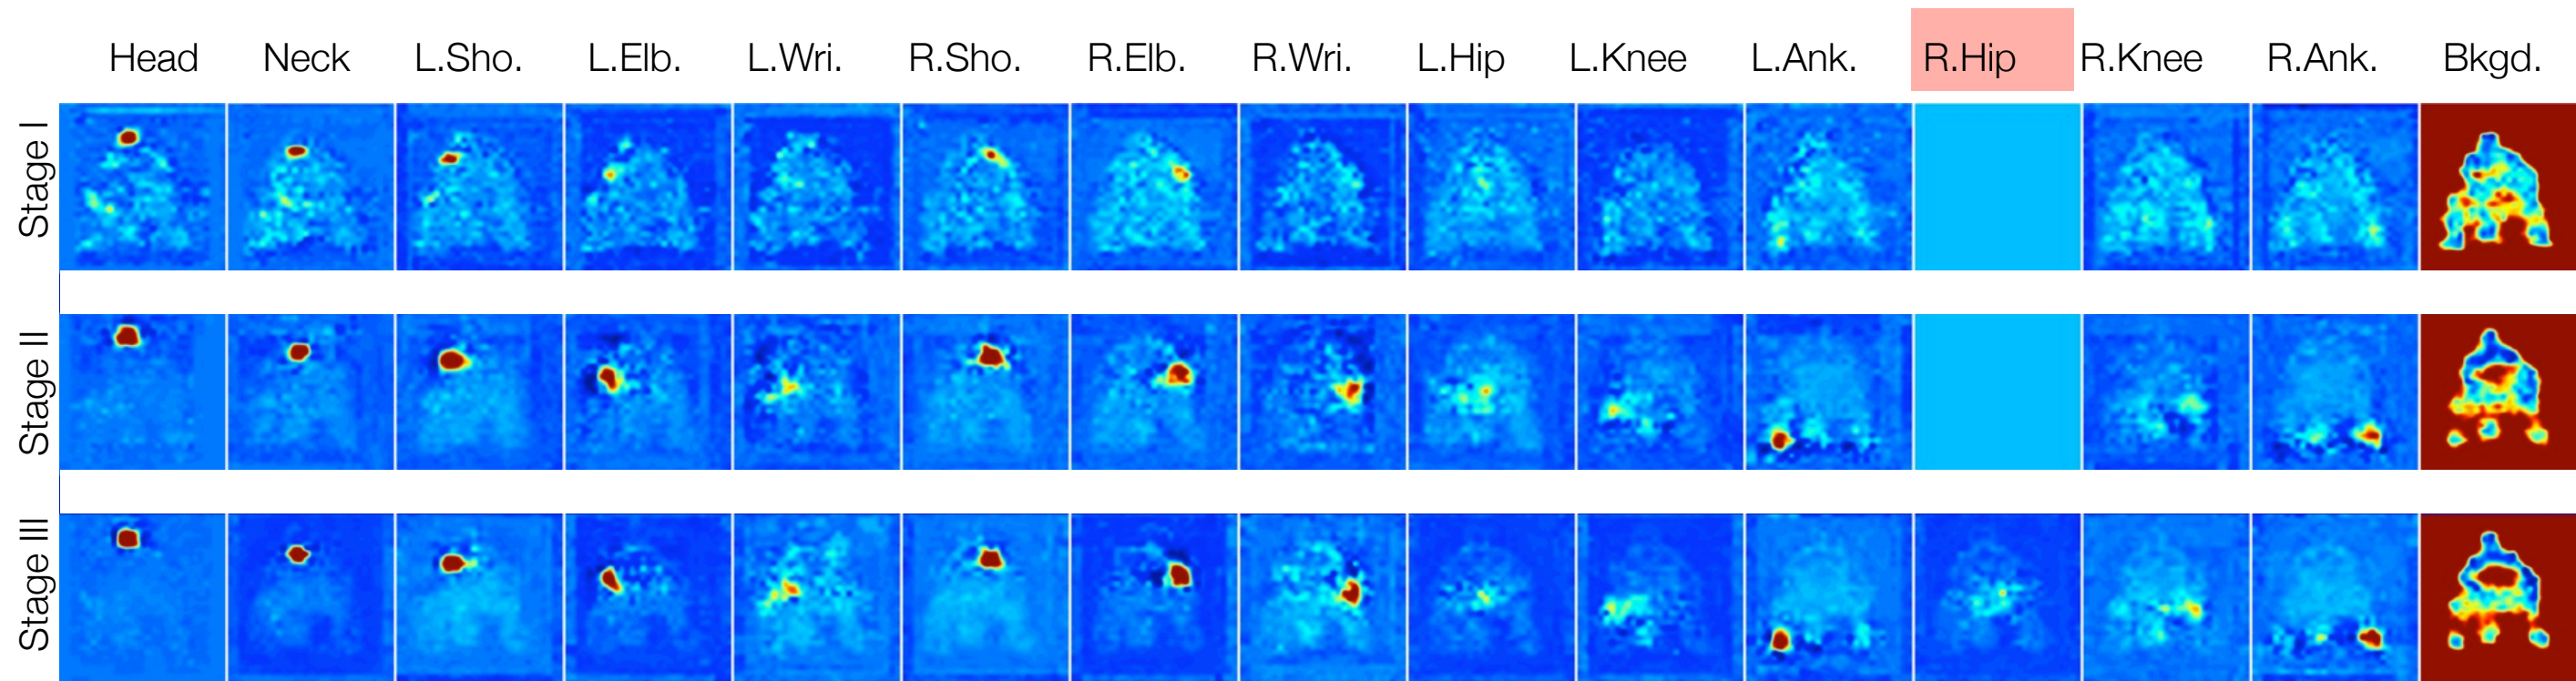 Head Neck L.Sho. L.Elb. L.Wri. R.Sho. R.Elb. R.Wri. L.Hip L.Knee L.Ank. R.Hip R.Knee R.Ank. Bkgd.
Stage I
Stage II
Stage III